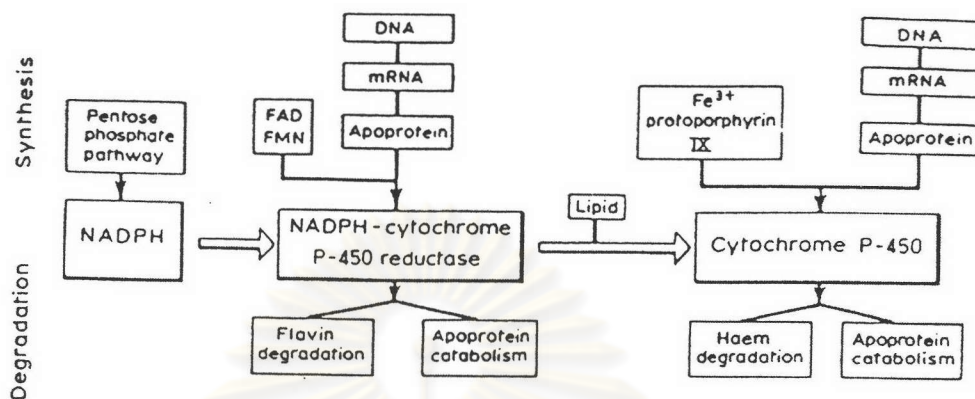 Synthesis
Degradation
Pentose
phosphate
pathway
NADPH
FAD
FMN
DNA
mRNA
Apoprotein
NADPH-cytochrome
P-450 reductase
Flavin
degradation
Apoprotein
catabolism
Lipid
Fe³⁺
protoporphyrin
IX
DNA
mRNA
Apoprotein
Cytochrome P-450
Haem
degradation
Apoprotein
catabolism